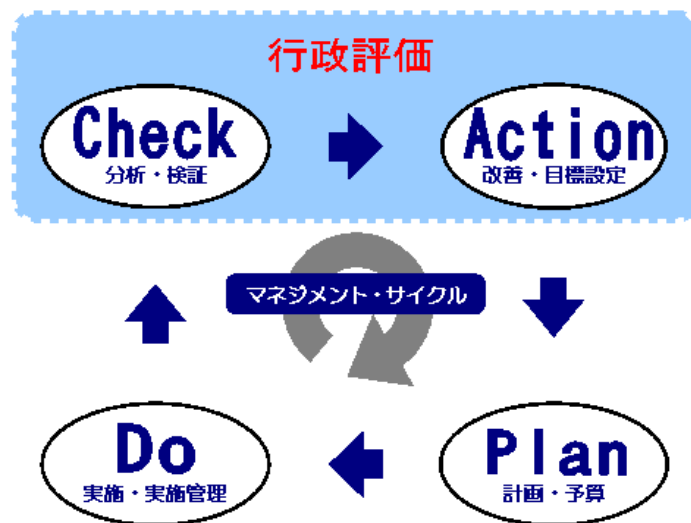 行政評価
Check
分析・検証
Action
改善・目標設定
マネジメント・サイクル
Do
実施・実施管理
Plan
計画・予算